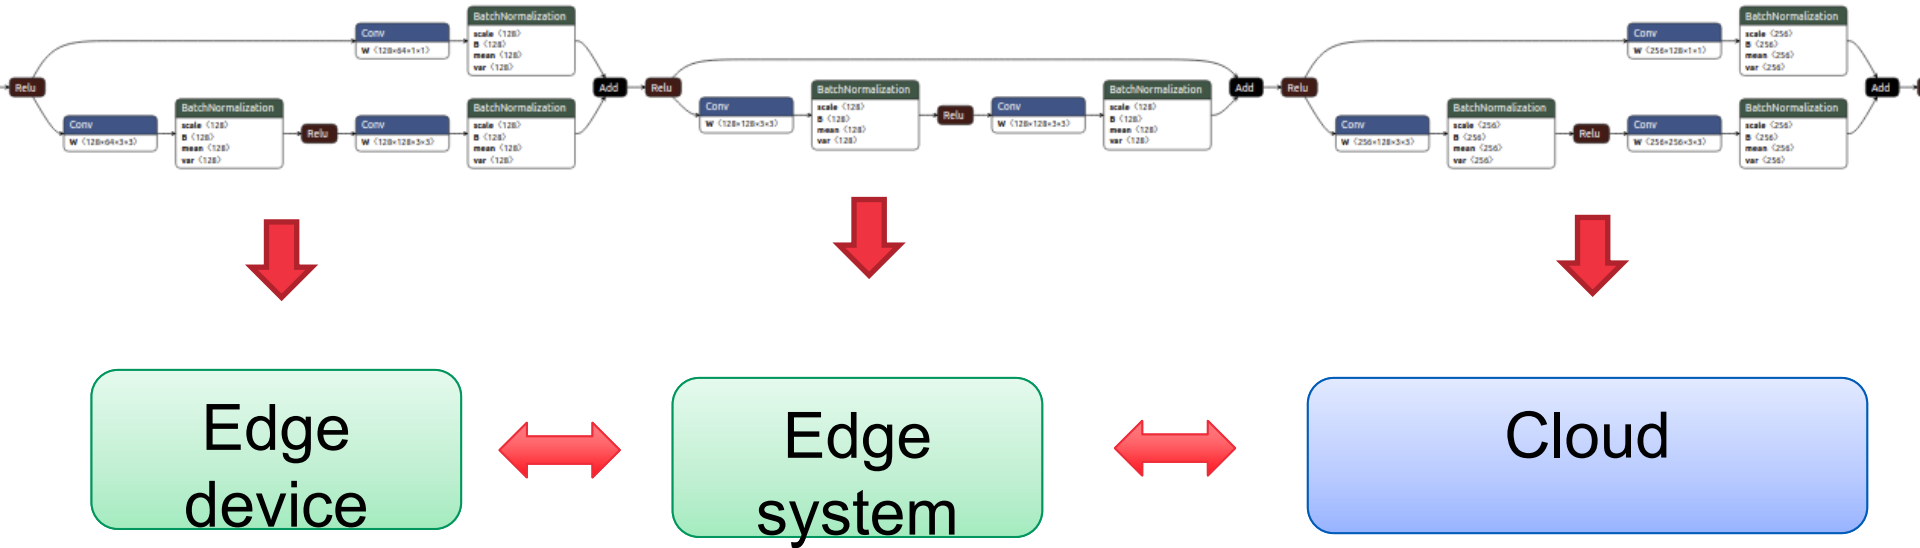 Relu
Conv
W ⟨128×64×1×1⟩
BatchNormalization
scale ⟨128⟩
B ⟨128⟩
mean ⟨128⟩
var ⟨128⟩
Conv
W ⟨128×64×3×3⟩
BatchNormalization
scale ⟨128⟩
B ⟨128⟩
mean ⟨128⟩
var ⟨128⟩
Relu
Conv
W ⟨128×128×3×3⟩
BatchNormalization
scale ⟨128⟩
B ⟨128⟩
mean ⟨128⟩
var ⟨128⟩
Add
Relu
Conv
W ⟨128×128×3×3⟩
BatchNormalization
scale ⟨128⟩
B ⟨128⟩
mean ⟨128⟩
var ⟨128⟩
Relu
Conv
W ⟨128×128×3×3⟩
BatchNormalization
scale ⟨128⟩
B ⟨128⟩
mean ⟨128⟩
var ⟨128⟩
Add
Relu
Conv
W ⟨256×128×1×1⟩
BatchNormalization
scale ⟨256⟩
B ⟨256⟩
mean ⟨256⟩
var ⟨256⟩
Conv
W ⟨256×128×3×3⟩
BatchNormalization
scale ⟨256⟩
B ⟨256⟩
mean ⟨256⟩
var ⟨256⟩
Relu
Conv
W ⟨256×256×3×3⟩
BatchNormalization
scale ⟨256⟩
B ⟨256⟩
mean ⟨256⟩
var ⟨256⟩
Add
Edge
device
Edge
system
Cloud